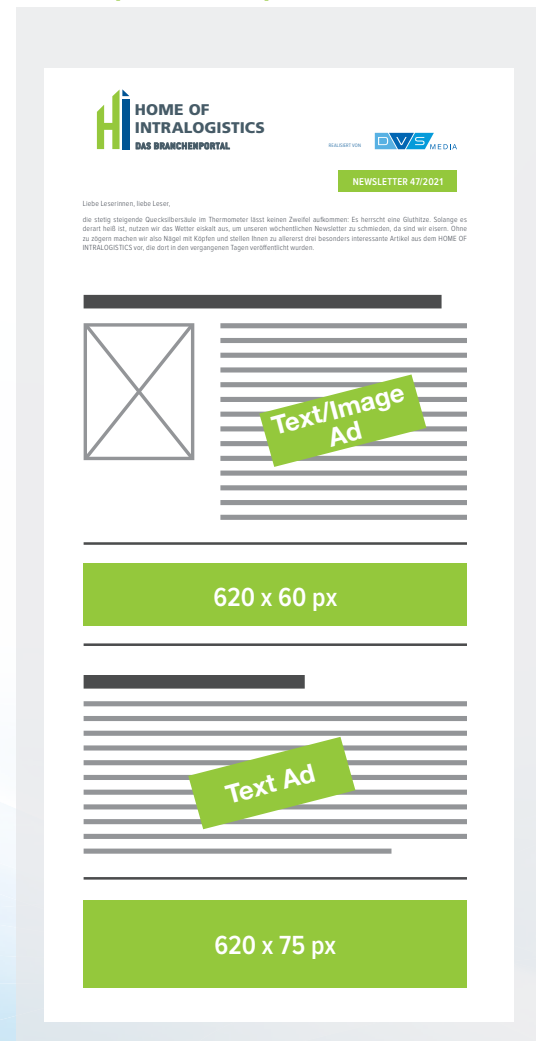 HOME OF
INTRALOGISTICS
DAS BRANCHENPORTAL
REALISIERT VON
DVS
MEDIA
NEWSLETTER 47/2021
Liebe Leserinnen, liebe Leser,
die stetig steigende Quecksilbersäule im Thermometer lässt keinen Zweifel aufkommen: Es herrscht eine Gluthitze. Solange es
derart heiß ist, nutzen wir das Wetter eiskalt aus, um unseren wöchentlichen Newsletter zu schmieden, da sind wir eisern. Ohne
zu zögern machen wir also Nägel mit Köpfen und stellen Ihnen zu allererst drei besonders interessante Artikel aus dem HOME OF
INTRALOGISTICS vor, die dort in den vergangenen Tagen veröffentlicht wurden.
Text/Image
Ad
620 x 60 px
Text Ad
620 x 75 px